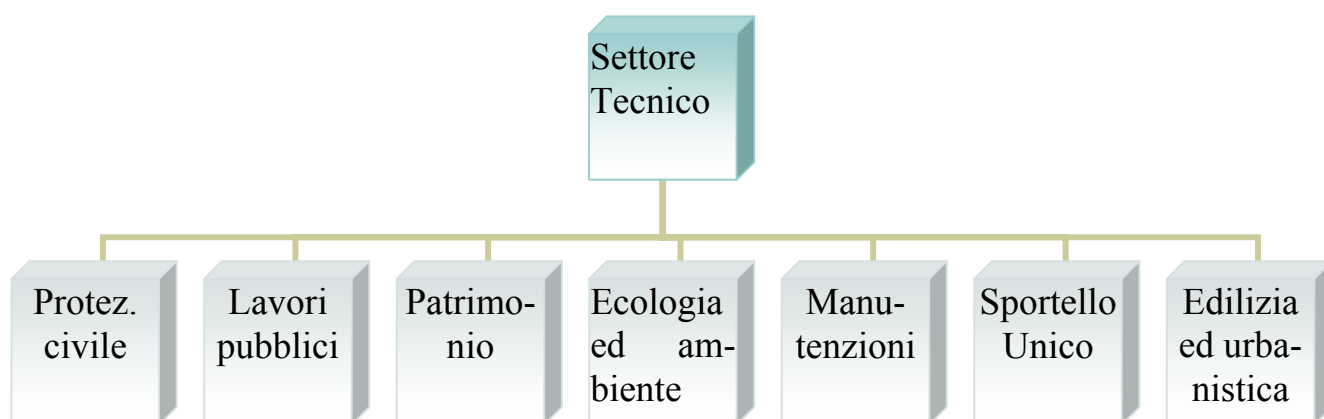 Settore
Tecnico
Protez.
civile
Lavori
pubblici
Patrimo-
nio
Ecologia
ed am-
biente
Manu-
tenzioni
Sportello
Unico
Edilizia
ed urba-
nistica